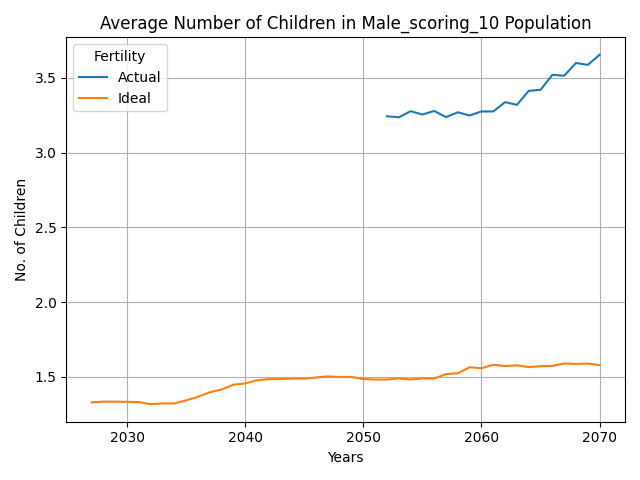 Average Number of Children in Male_scoring_10 Population
Fertility
Actual
Ideal
No. of Children
3.5
3.0
2.5
2.0
1.5
2030 2040 2050 2060 2070
Years